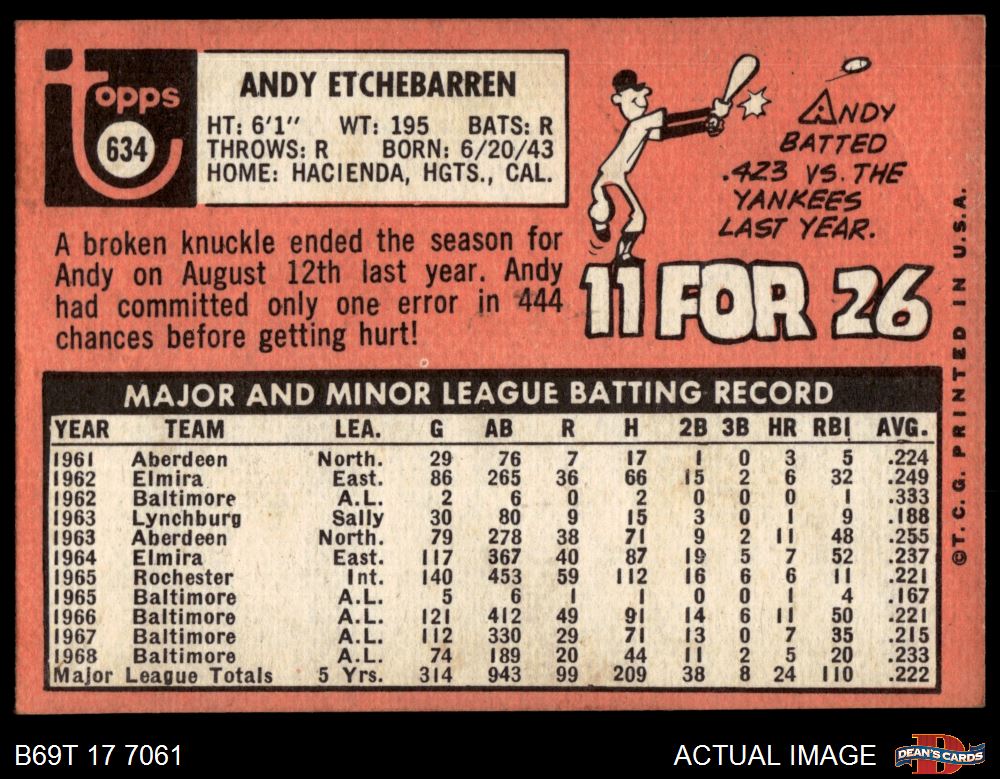 Topps
634
ANDY ETCHEBARREN
HT: 6'1" WT: 195 BATS: R
THROWS: R BORN: 6/20/43
HOME: HACIENDA, HGTS., CAL.
A broken knuckle ended the season for
Andy on August 12th last year. Andy
had committed only one error in 444
chances before getting hurt!
ANDY
BATTED
.423 VS. THE
YANKEES
LAST YEAR.
11 FOR 26
MAJOR AND MINOR LEAGUE BATTING RECORD
YEAR TEAM LEA. G AB R H 2B 3B HR RBI AVG.
1961 Aberdeen North. 29 76 7 17 1 0 3 5 .224
1962 Elmira East. 86 265 36 66 15 2 6 32 .249
1962 Baltimore A.L. 2 6 0 2 0 0 0 1 .333
1963 Lynchburg Sally 30 80 9 15 3 0 1 9 .188
1963 Aberdeen North. 79 278 38 71 9 2 11 48 .255
1964 Elmira East. 117 367 40 87 19 5 7 52 .237
1965 Rochester Int. 140 453 59 112 16 6 6 11 .221
1965 Baltimore A.L. 5 6 1 1 0 0 1 4 .167
1966 Baltimore A.L. 121 412 49 91 14 6 11 50 .221
1967 Baltimore A.L. 112 330 29 71 13 0 7 35 .215
1968 Baltimore A.L. 74 189 20 44 11 2 5 20 .233
Major League Totals 5 Yrs. 314 943 99 209 38 8 24 110 .222
©T. C. G. PRINTED IN U.S.A.
B69T 17 7061
ACTUAL IMAGE
DEAN'S CARDS